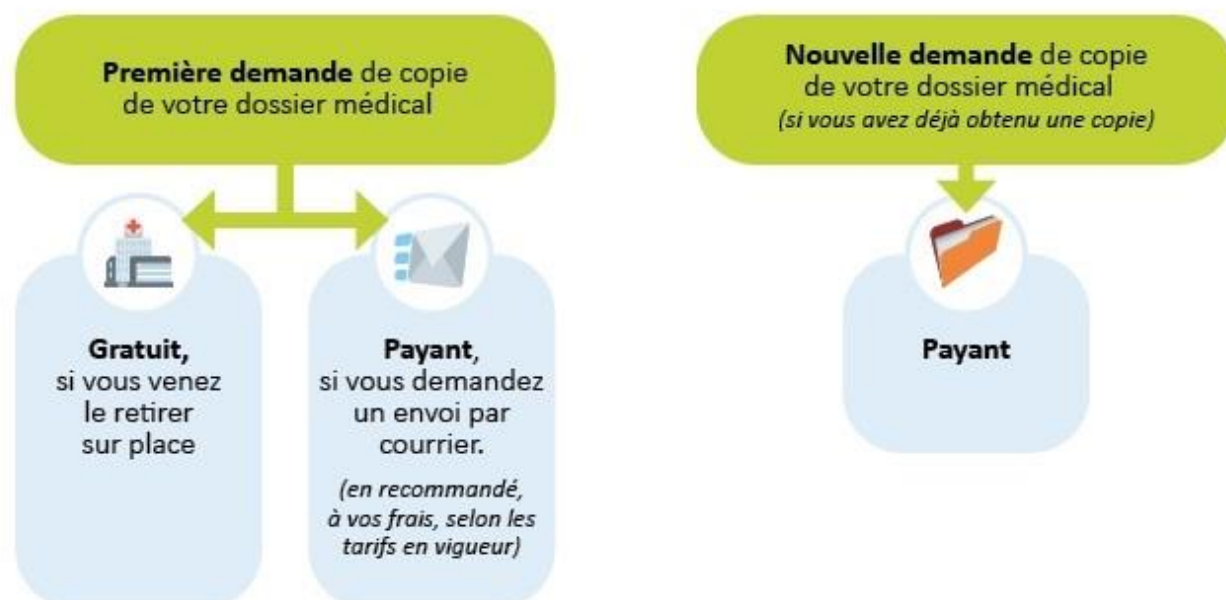 Première demande de copie
de votre dossier médical
Gratuit,
si vous venez
le retirer
sur place
Payant,
si vous demandez
un envoi par
courrier.
(en recommandé,
à vos frais, selon les
tarifs en vigueur)
Nouvelle demande de copie
de votre dossier médical
(si vous avez déjà obtenu une copie)
Payant